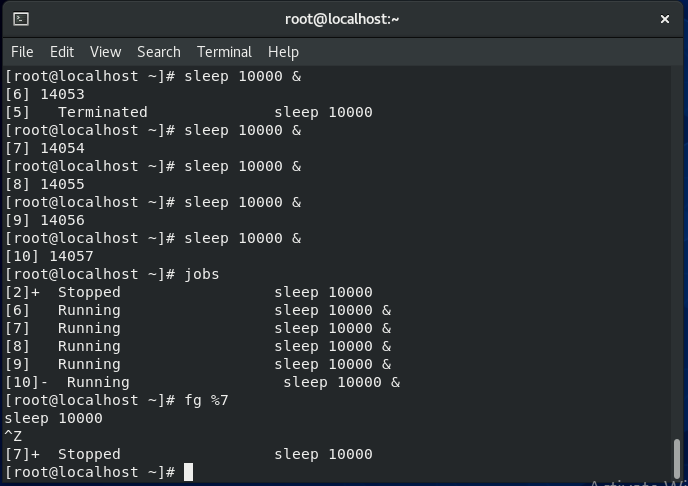 root@localhost:~
File Edit View Search Terminal Help
[root@localhost ~]# sleep 10000 &
[6] 14053
[5]   Terminated              sleep 10000
[root@localhost ~]# sleep 10000 &
[7] 14054
[root@localhost ~]# sleep 10000 &
[8] 14055
[root@localhost ~]# sleep 10000 &
[9] 14056
[root@localhost ~]# sleep 10000 &
[10] 14057
[root@localhost ~]# jobs
[2]+  Stopped                 sleep 10000
[6]   Running                 sleep 10000 &
[7]   Running                 sleep 10000 &
[8]   Running                 sleep 10000 &
[9]   Running                 sleep 10000 &
[10]-  Running                 sleep 10000 &
[root@localhost ~]# fg %7
sleep 10000
^Z
[7]+  Stopped                 sleep 10000
[root@localhost ~]#